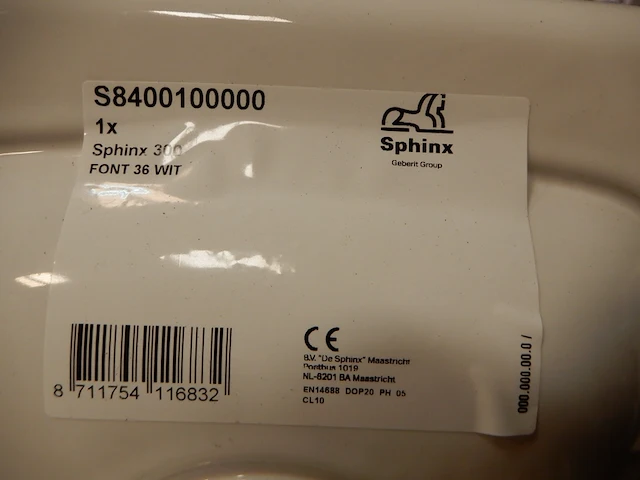 S8400100000
1x
Sphinx 300
FONT 36 WIT
Sphinx
Geberit Group
8 711754 116832
CE
B.V. "De Sphinx" Maastricht
Postbus 1019
NL-6201 BA Maastricht
EN14688 DOP20 PH 05
CL10
000.000.00.0 /